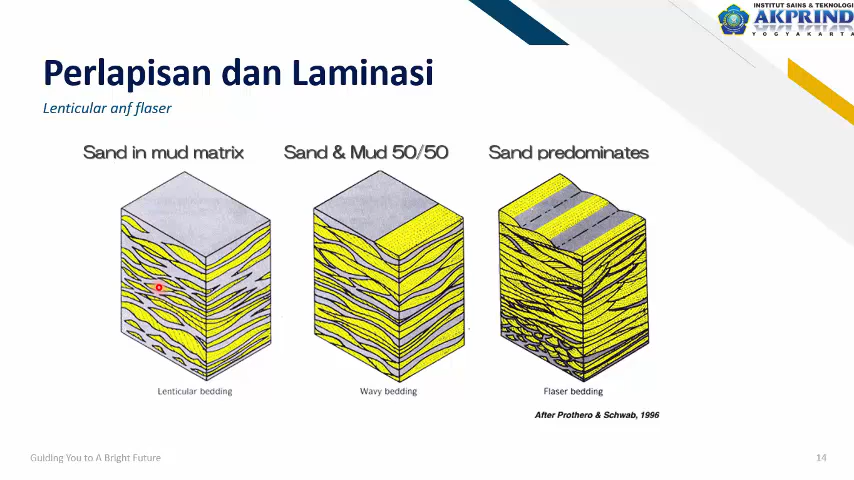 INSTITUT SAINS & TEKNOLOGI
AKPRIND
YOGYAKARTA
Perlapisan dan Laminasi
Lenticular anf flaser
Sand in mud matrix
Sand & Mud 50/50
Sand predominates
Lenticular bedding
Wavy bedding
Flaser bedding
After Prothero & Schwab, 1996
Guiding You to A Bright Future
14